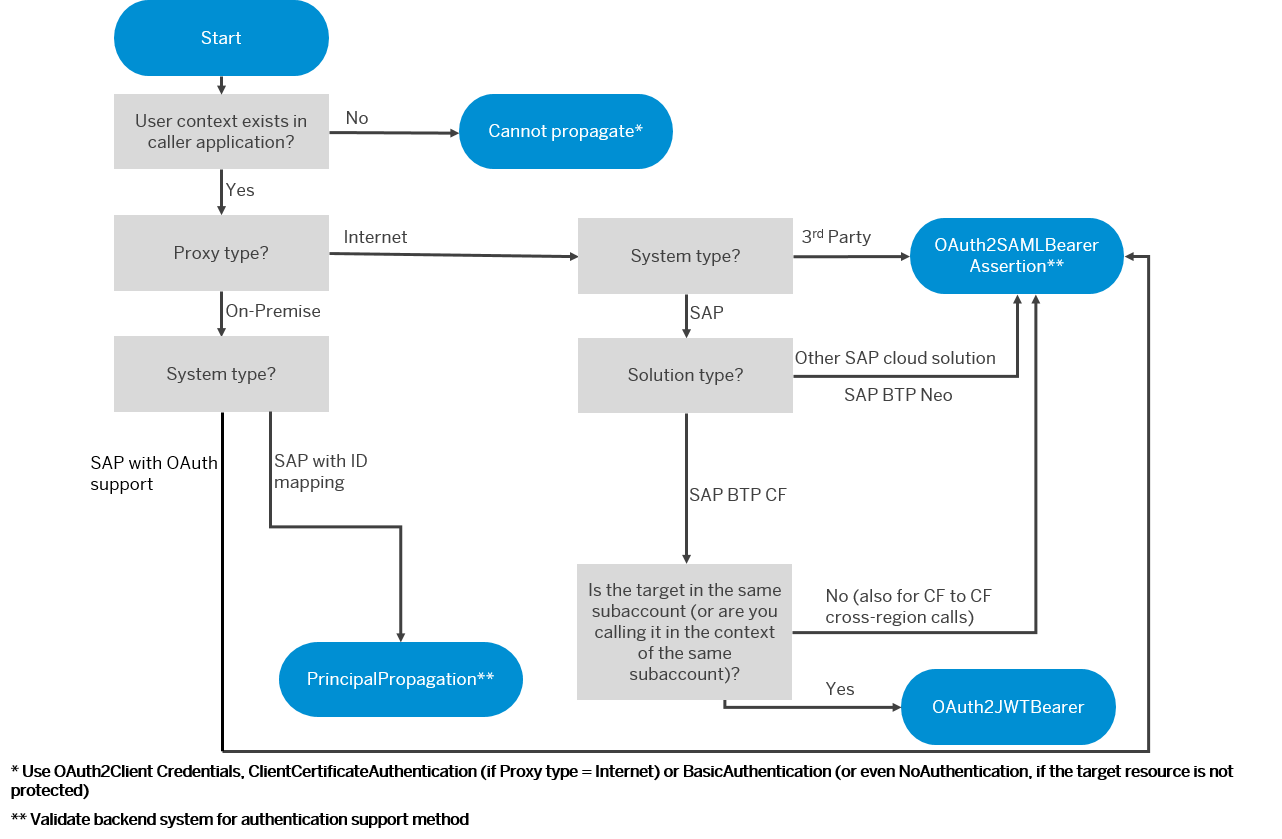 Start
User context exists in
caller application?
No
Cannot propagate*
Yes
Proxy type?
Internet
System type?
3rd Party
OAuth2SAMLBearer
Assertion**
On-Premise
SAP
System type?
Solution type?
Other SAP cloud solution
SAP BTP Neo
SAP with OAuth
support
SAP with ID
mapping
SAP BTP CF
Is the target in the same
subaccount (or are you
calling it in the context
of the same
subaccount)?
No (also for CF to CF
cross-region calls)
PrincipalPropagation**
Yes
OAuth2JWTBearer
* Use OAuth2Client Credentials, ClientCertificateAuthentication (if Proxy type = Internet) or BasicAuthentication (or even NoAuthentication, if the target resource is not
protected)
** Validate backend system for authentication support method